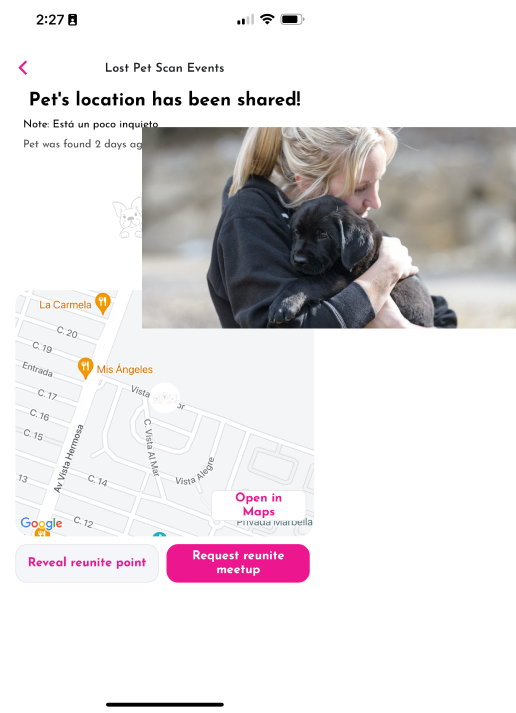 2:27
Lost Pet Scan Events
Pet's location has been shared!
Note: Está un poco inquieto
Pet was found 2 days ag
La Carmela
C. 20
C. 19
Mis Ángeles
Entrada
Vista
or
C. 17
C. 16
C. 15
Av Vista Hermosa
C. Vista Al Mar
Vista Alegre
13
C. 14
Open in
Maps
Google
C. 12
Privada Marbella
Reveal reunite point
Request reunite
meetup